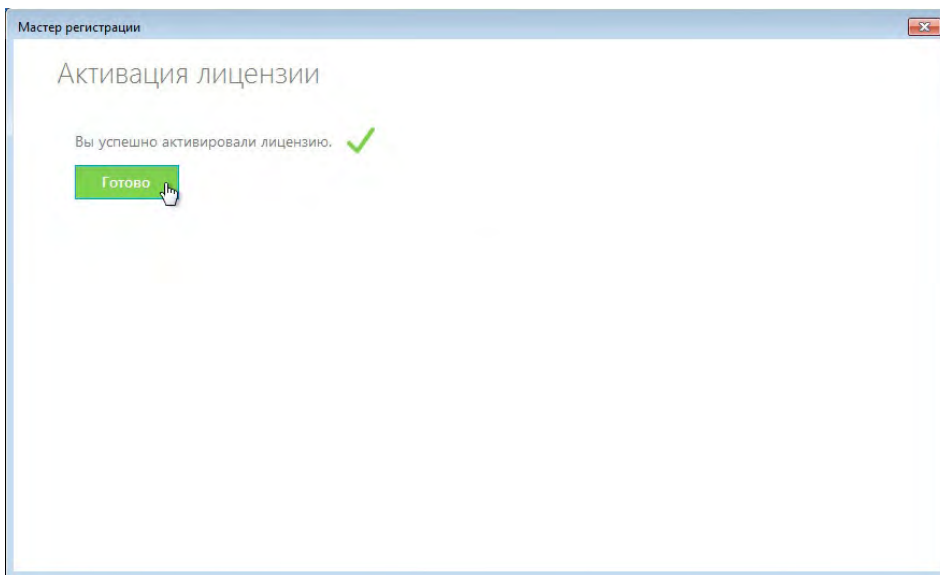 Мастер регистрации
Активация лицензии
Вы успешно активировали лицензию.
Готово